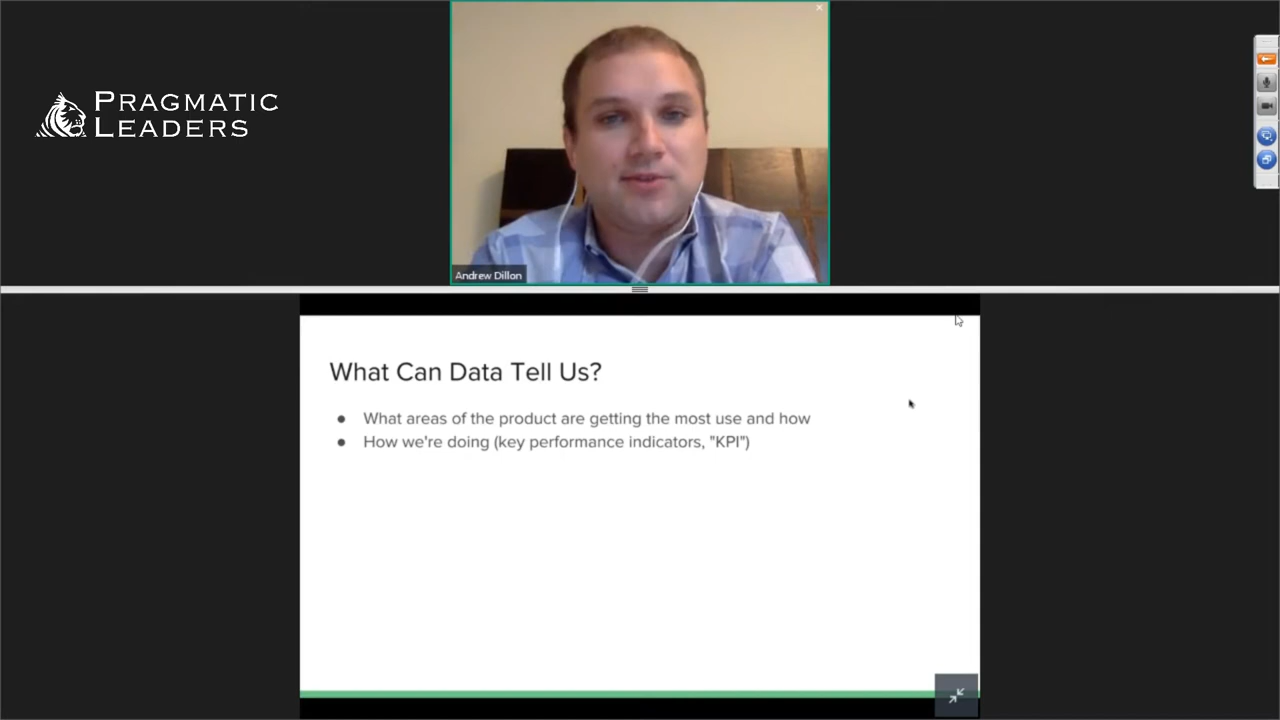 PRAGMATIC
LEADERS
Andrew Dillon
What Can Data Tell Us?
● What areas of the product are getting the most use and how
● How we're doing (key performance indicators, "KPI")